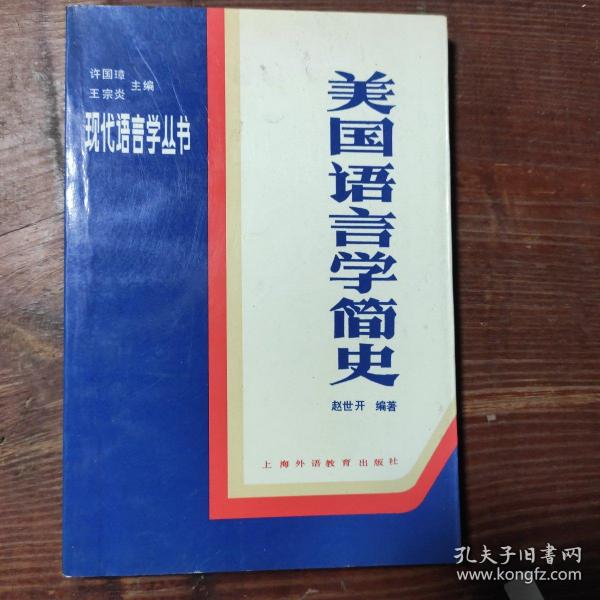 许国璋
王宗炎
主编
现代语言学丛书
美国语言学简史
赵世开 编著
上海外语教育出版社
孔夫子旧书网
www.kongfz.com